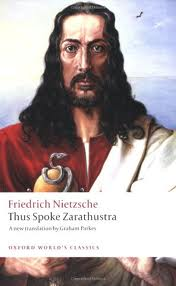 Friedrich Nietzsche
Thus Spoke Zarathustra
A new translation by Graham Parkes
OXFORD WORLD'S CLASSICS